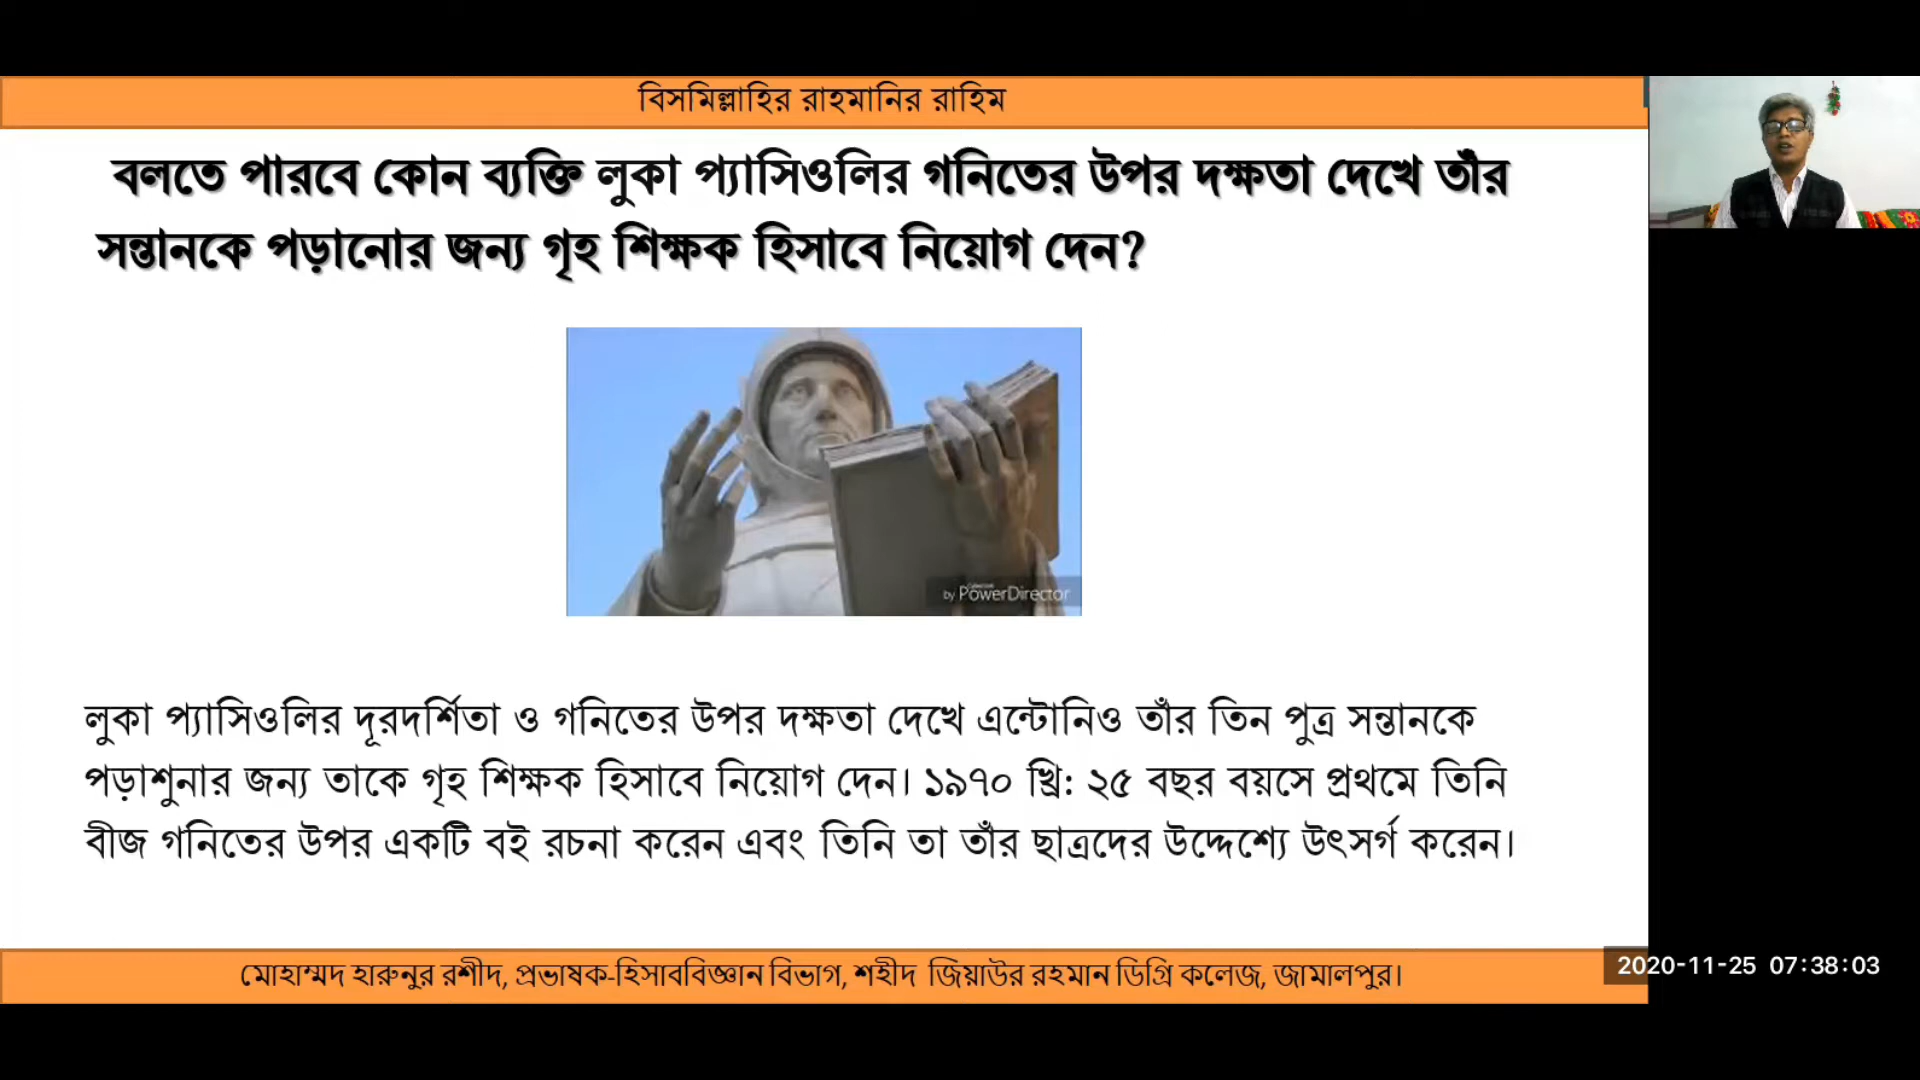 বিসমিল্লাহির রাহমানির রাহিম
বলতে পারবে কোন ব্যক্তি লুকা প্যাসিওলির গনিতের উপর দক্ষতা দেখে তাঁর
সন্তানকে পড়ানোর জন্য গৃহ শিক্ষক হিসাবে নিয়োগ দেন?
by PowerDirector
লুকা প্যাসিওলির দূরদর্শিতা ও গনিতের উপর দক্ষতা দেখে এন্টোনিও তাঁর তিন পুত্র সন্তানকে
পড়াশুনার জন্য তাকে গৃহ শিক্ষক হিসাবে নিয়োগ দেন। ১৯৭০ খ্রি: ২৫ বছর বয়সে প্রথমে তিনি
বীজ গনিতের উপর একটি বই রচনা করেন এবং তিনি তা তাঁর ছাত্রদের উদ্দেশ্যে উৎসর্গ করেন।
মোহাম্মদ হারুনুর রশীদ, প্রভাষক-হিসাববিজ্ঞান বিভাগ, শহীদ জিয়াউর রহমান ডিগ্রি কলেজ, জামালপুর।
2020-11-25 07:38:03